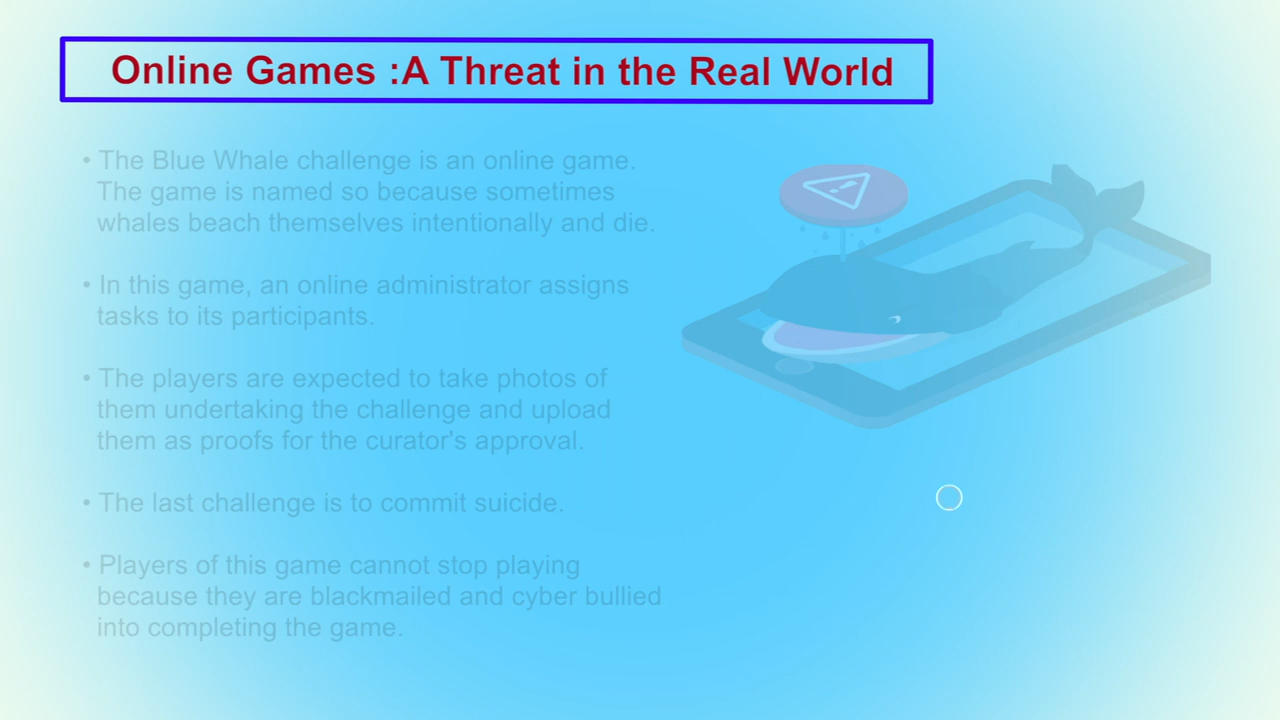 Online Games :A Threat in the Real World
• The Blue Whale challenge is an online game.
The game is named so because sometimes
whales beach themselves intentionally and die.
• In this game, an online administrator assigns
tasks to its participants.
• The players are expected to take photos of
them undertaking the challenge and upload
them as proofs for the curator's approval.
• The last challenge is to commit suicide.
• Players of this game cannot stop playing
because they are blackmailed and cyber bullied
into completing the game.